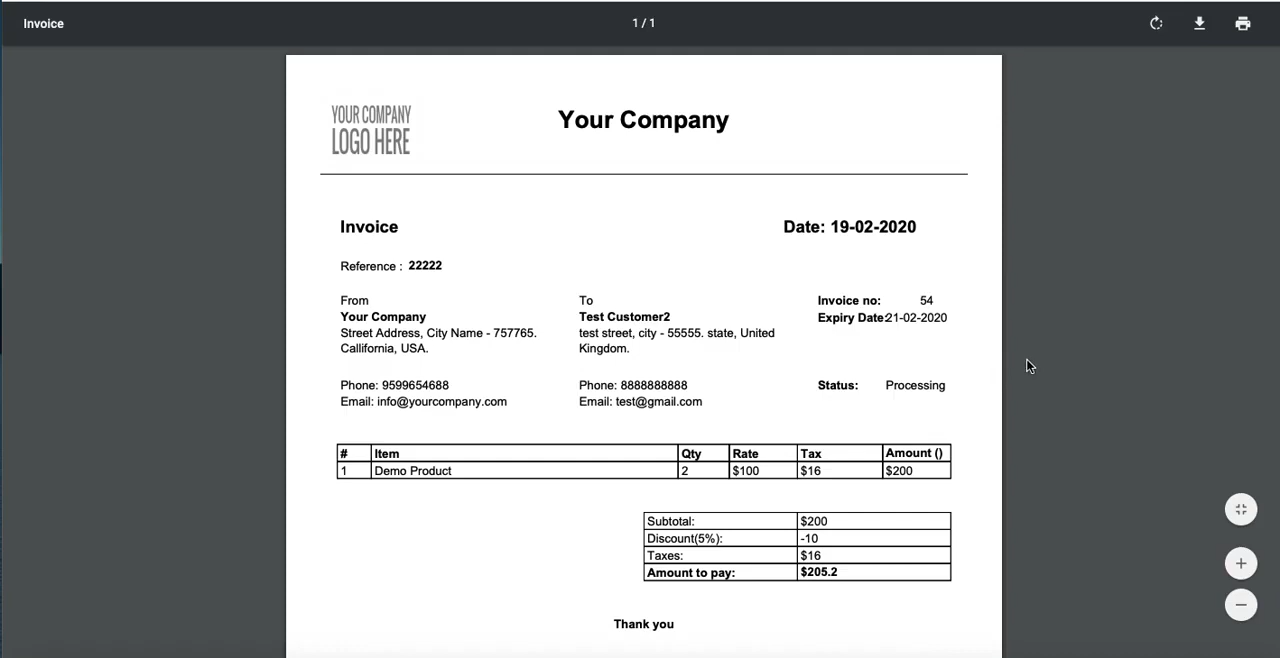 Invoice
1 / 1
YOUR COMPANY
LOGO HERE
Your Company
Invoice
Date: 19-02-2020
Reference : 22222
From
Your Company
Street Address, City Name - 757765.
Callifornia, USA.
Phone: 9599654688
Email: info@yourcompany.com
To
Test Customer2
test street, city - 55555. state, United
Kingdom.
Phone: 8888888888
Email: test@gmail.com
Invoice no: 54
Expiry Date:21-02-2020
Status: Processing
# Item Qty Rate Tax Amount ()
1 Demo Product 2 $100 $16 $200
Subtotal: $200
Discount(5%): -10
Taxes: $16
Amount to pay: $205.2
Thank you